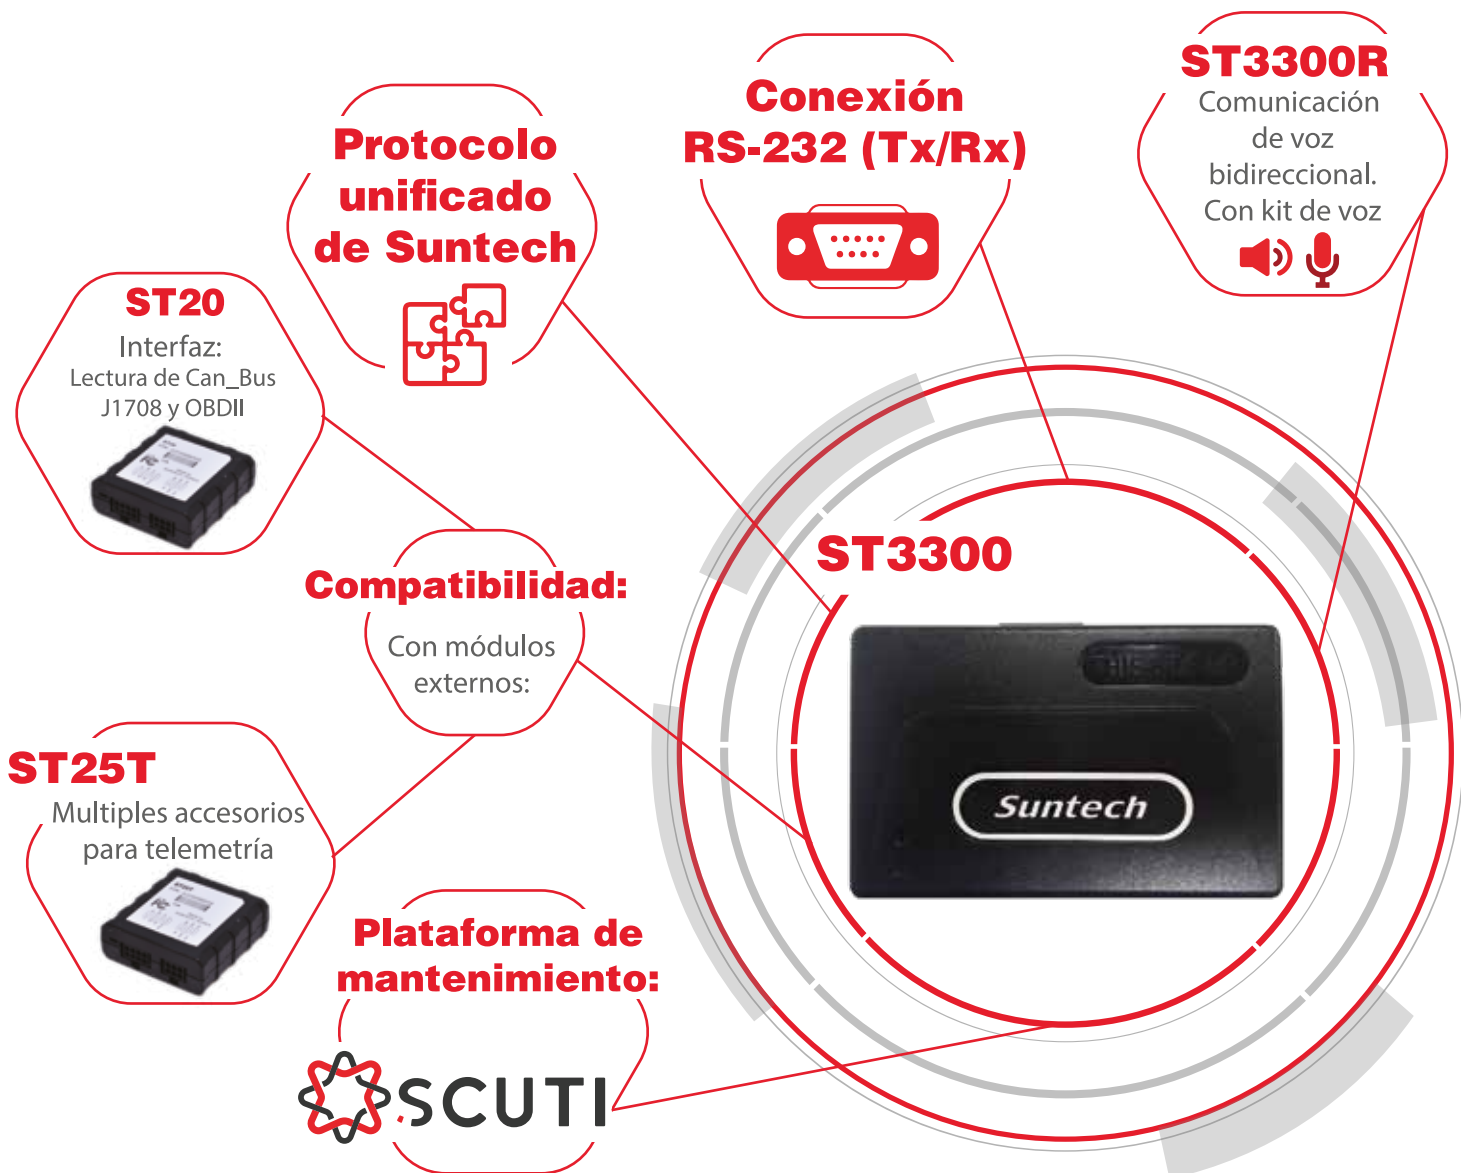 ST3300R
Comunicación
de voz
bidireccional.
Con kit de voz
Conexión
RS-232 (Tx/Rx)
Protocolo
unificado
de Suntech
ST20
Interfaz:
Lectura de Can_Bus
J1708 y OBDII
Compatibilidad:
Con módulos
externos:
ST25T
Multiples accesorios
para telemetría
Plataforma de
mantenimiento:
SCUTI
ST3300
Suntech